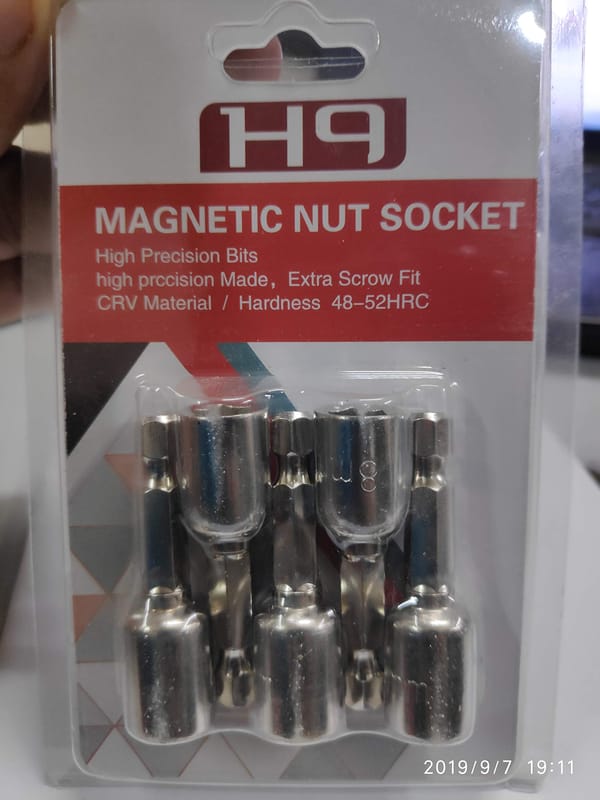 H9
MAGNETIC NUT SOCKET
High Precision Bits
high prccision Made, Extra Scrow Fit
CRV Material / Hardness 48-52HRC
8
2019/9/7 19:11